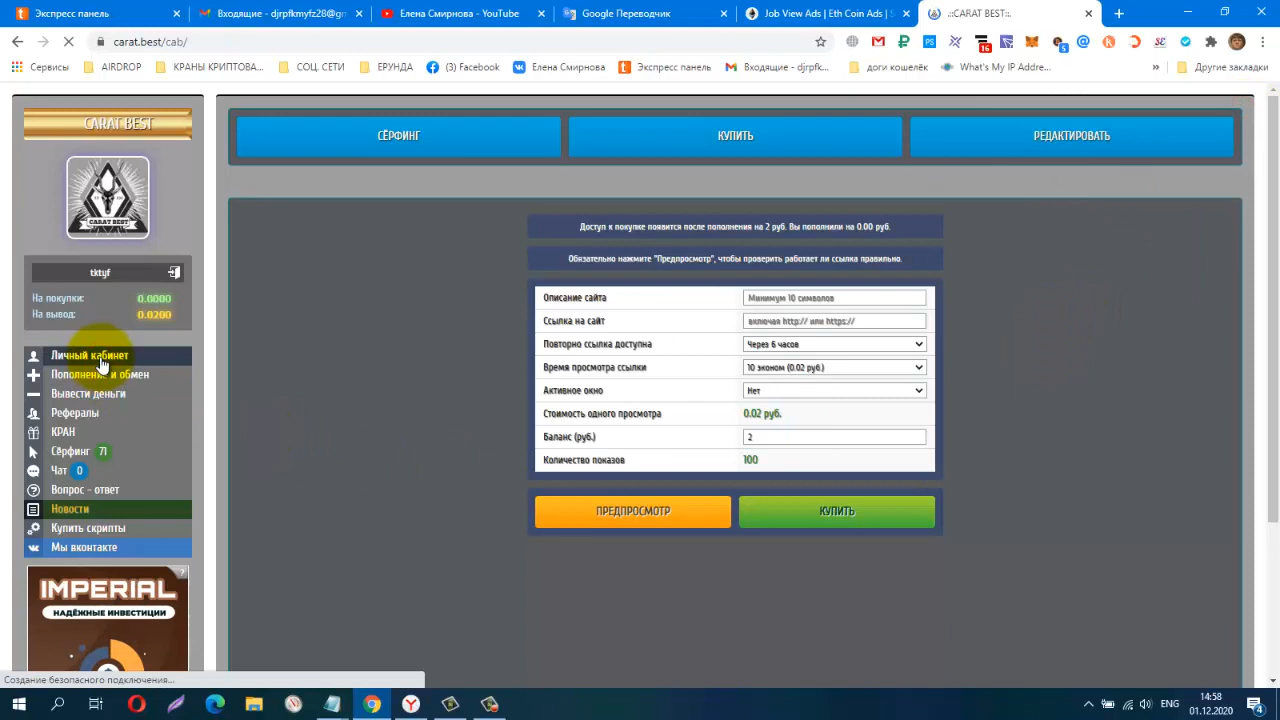 Экспресс панель
Входящие - djrpfkmyfz28@gm
Елена Смирнова - YouTube
Google Переводчик
Job View Ads | Eth Coin Ads |
.::CARAT BEST::.
carat.best/cab/
16
5
Сервисы
AIRDROP
КРАНЫ КРИПТОВА...
СОЦ. СЕТИ
ЕРУНДА
(3) Facebook
Елена Смирнова
Экспресс панель
Входящие - djrpfk...
доги кошелёк
What's My IP Addre...
»
Другие закладки
CARAT BEST
CARAT BEST
tktyf
На покупки: 0.0000
На вывод: 0.0200
Личный кабинет
Пополнение и обмен
Вывести деньги
Рефералы
КРАН
Сёрфинг 71
Чат 0
Вопрос - ответ
Новости
Купить скрипты
Мы вконтакте
IMPERIAL
НАДЁЖНЫЕ ИНВЕСТИЦИИ
СЁРФИНГ
КУПИТЬ
РЕДАКТИРОВАТЬ
Доступ к покупке появится после пополнения на 2 руб. Вы пополнили на 0.00 руб.
Обязательно нажмите "Предпросмотр", чтобы проверить работает ли ссылка правильно.
Описание сайта Минимум 10 символов
Ссылка на сайт включая http:// или https://
Повторно ссылка доступна Через 6 часов
Время просмотра ссылки 10 эконом (0.02 руб.)
Активное окно Нет
Стоимость одного просмотра 0.02 руб.
Баланс (руб.) 2
Количество показов 100
ПРЕДПРОСМОТР
КУПИТЬ
Создание безопасного подключения...
ENG
14:58
01.12.2020
4